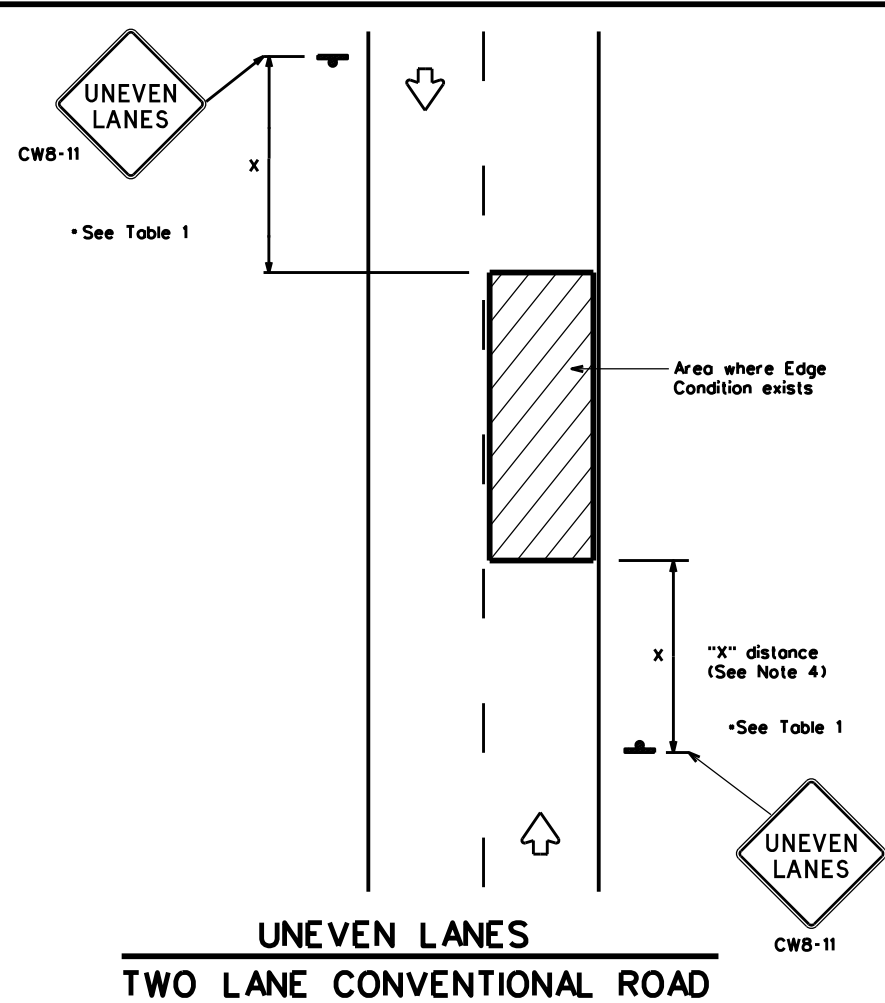 UNEVEN
LANES
CW8-11
X
*See Table 1
Area where Edge
Condition exists
X
"X" distance
(See Note 4)
*See Table 1
UNEVEN
LANES
CW8-11
UNEVEN LANES
TWO LANE CONVENTIONAL ROAD